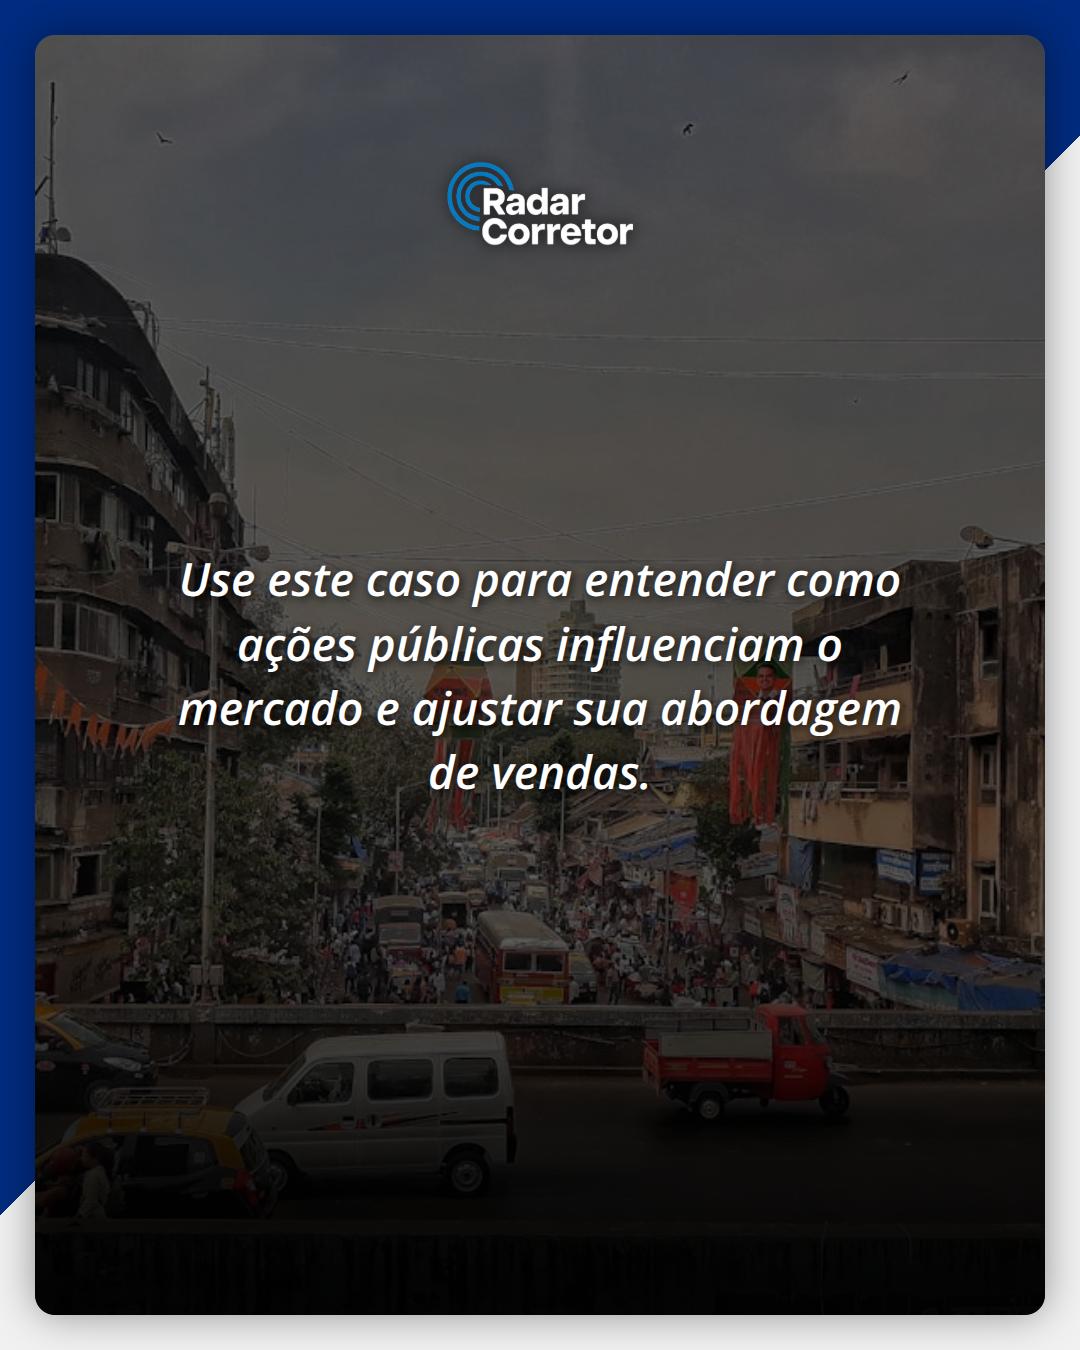 Radar
Corretor
Use este caso para entender como
ações públicas influenciam o
mercado e ajustar sua abordagem
de vendas.